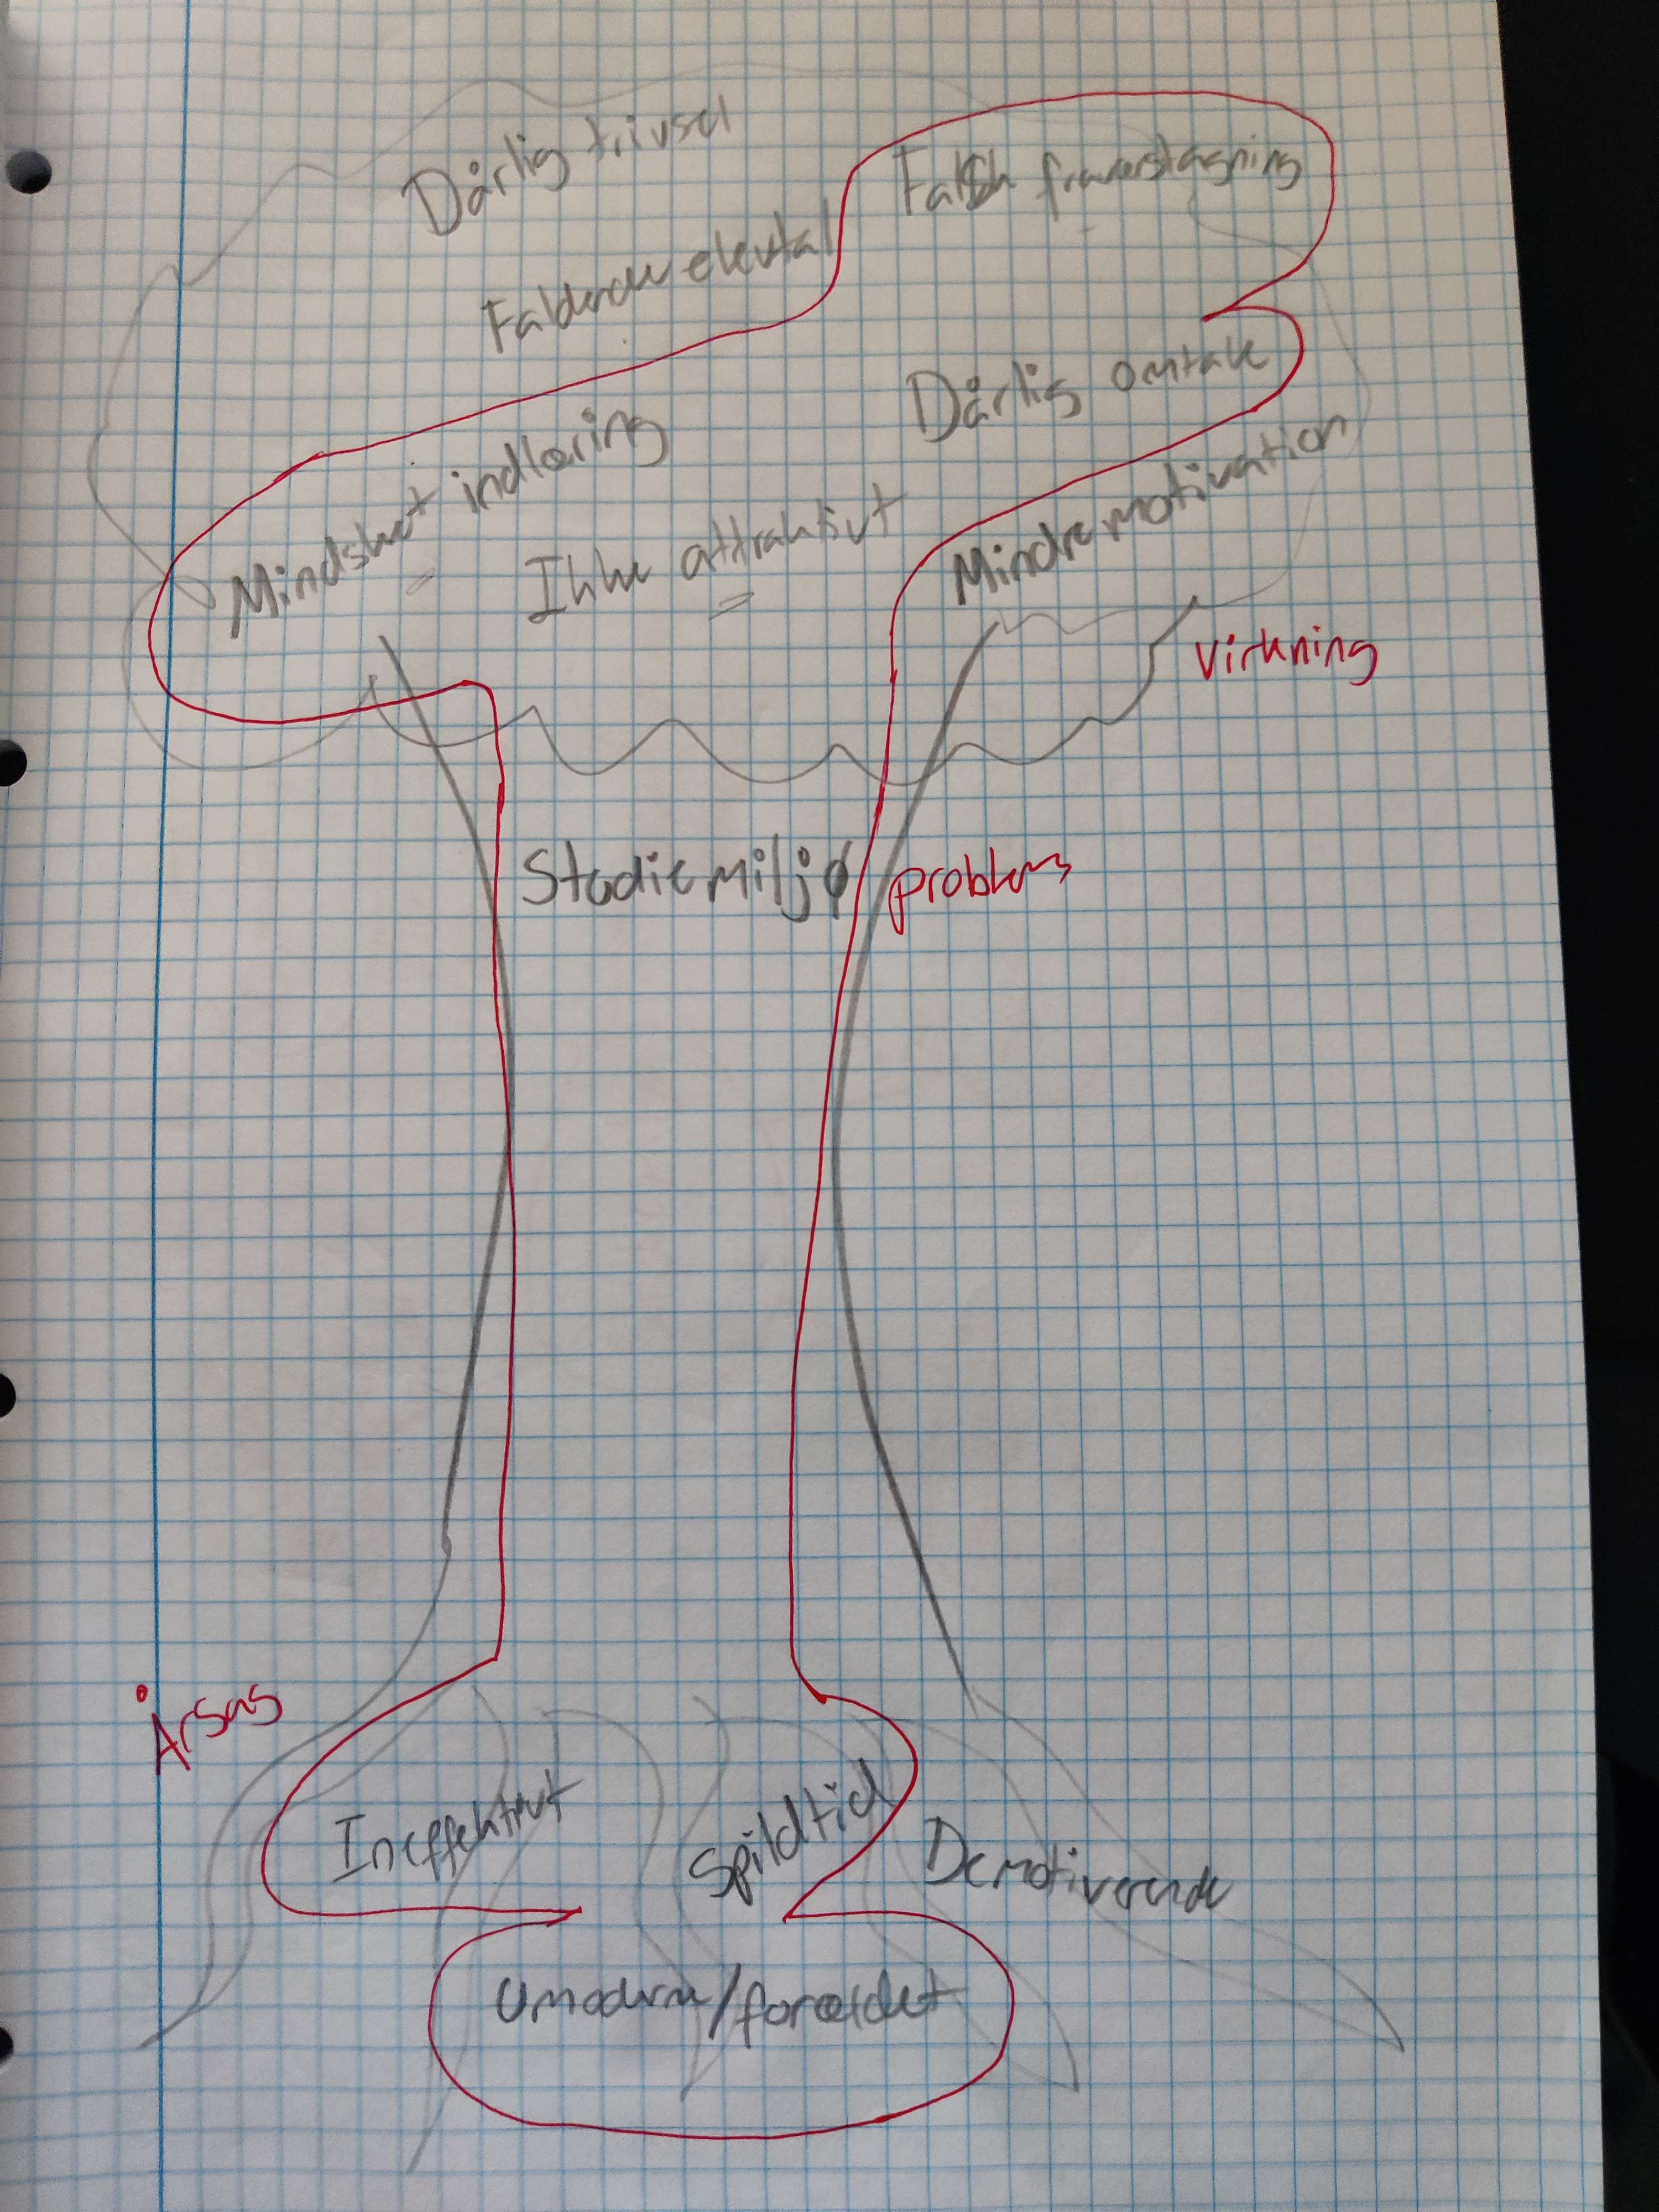 Dårlig trivsel
Falsk fraværstagning
Faldende elevtal
Dårlig omtale
Mindsket indlæring
Ikke attraktivt
Mindre motivation
Virkning
Studiemiljø
problem
Årsag
Ineffektivt
Spildtid
Demotiverende
Umoderne/forældet